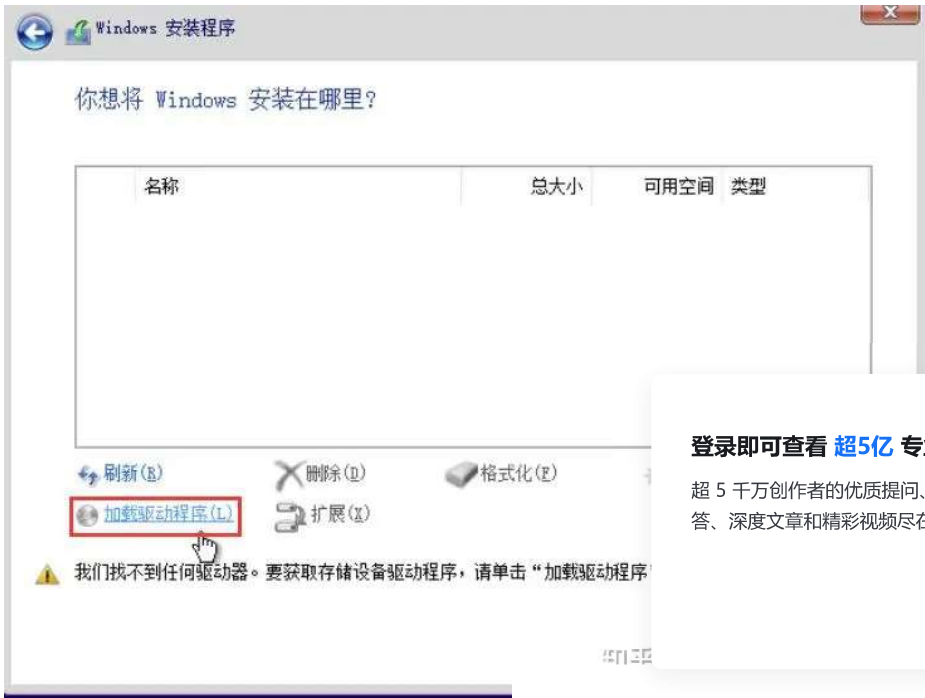 Windows 安装程序
你想将 Windows 安装在哪里?
名称 总大小 可用空间 类型
刷新(R) 删除(D) 格式化(F)
加载驱动程序(L) 扩展(X)
我们找不到任何驱动器。要获取存储设备驱动程序，请单击“加载驱动程序”
登录即可查看 超5亿 专
超 5 千万创作者的优质提问、
答、深度文章和精彩视频尽在
知乎